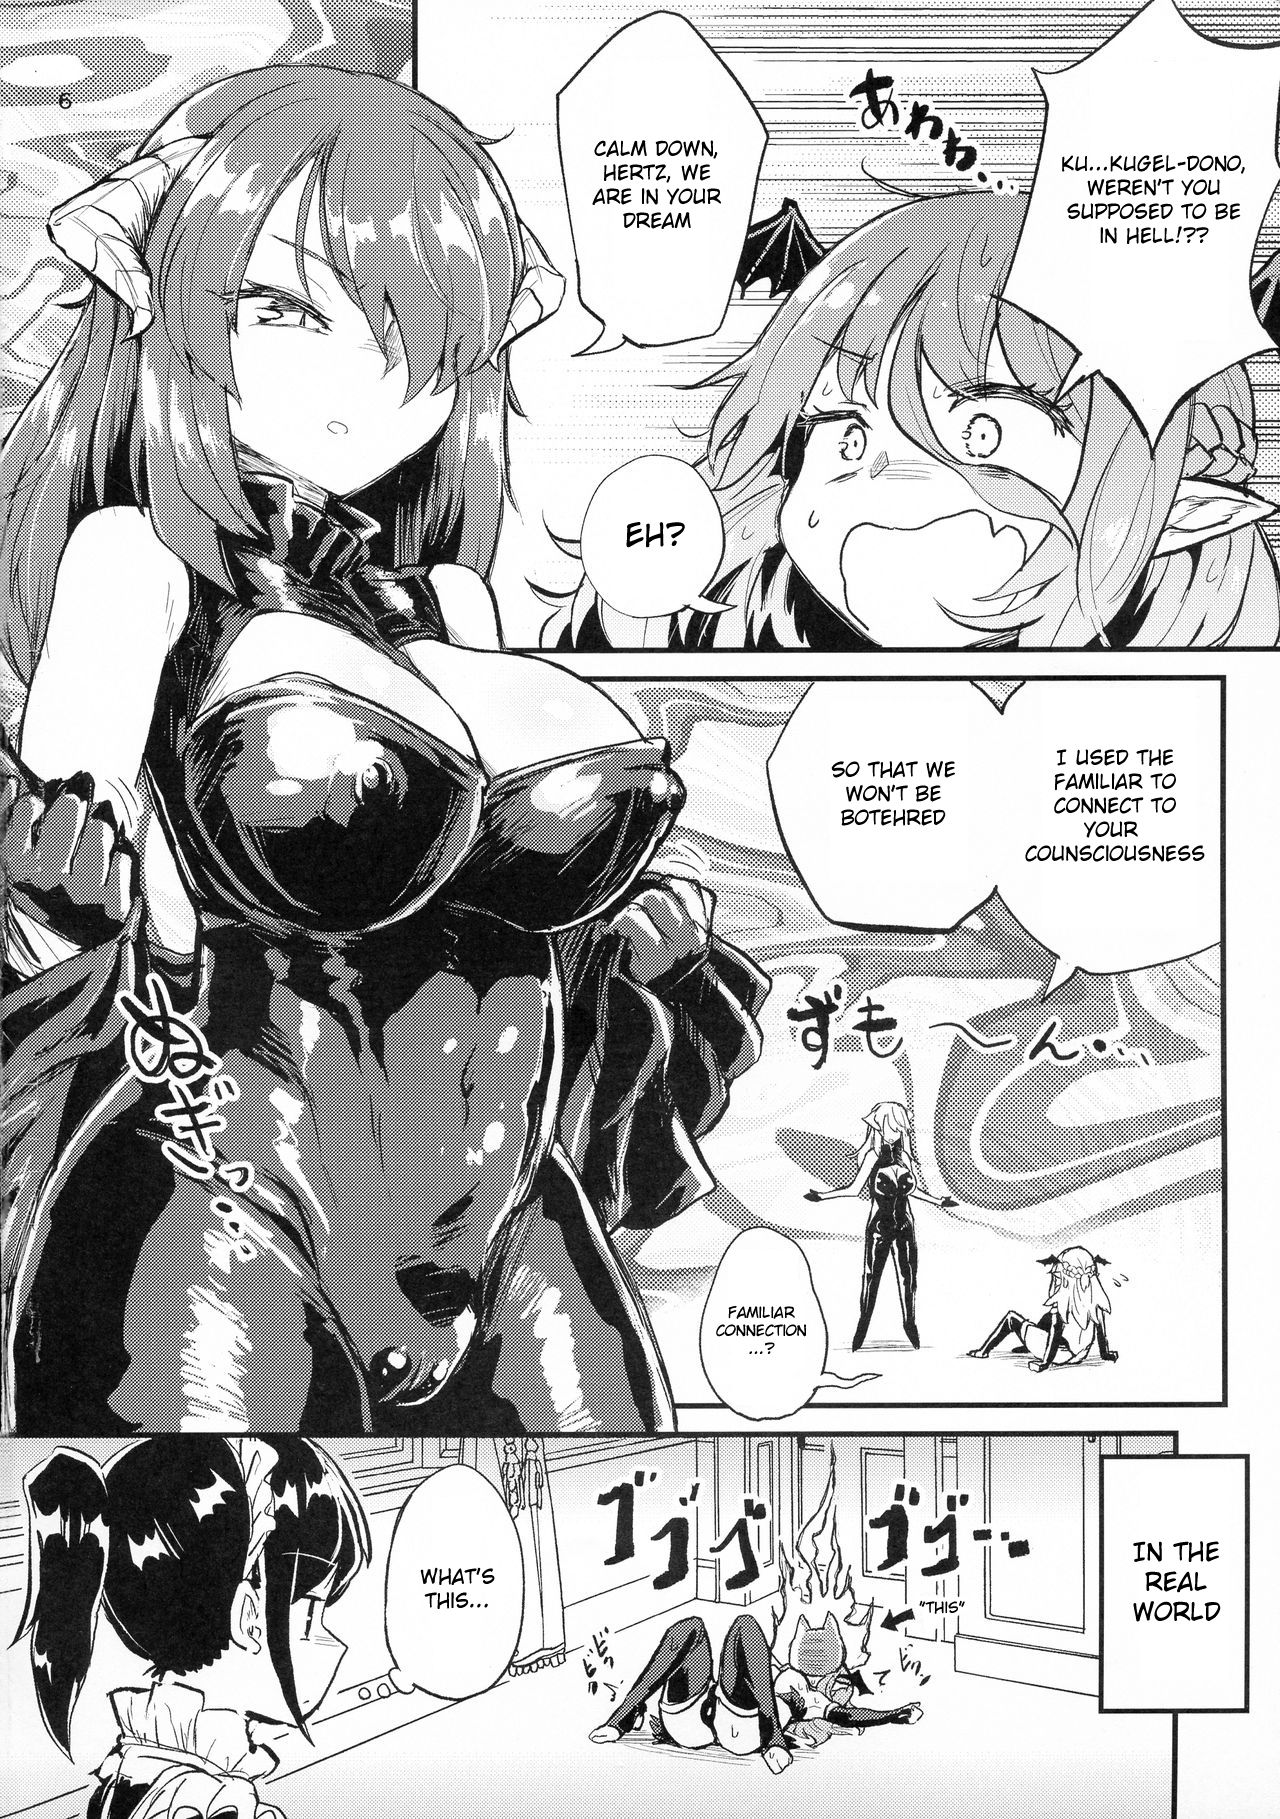 6
KU...KUGEL-DONO,
WEREN'T YOU
SUPPOSED TO BE
IN HELL!??
あわわ...
CALM DOWN,
HERTZ, WE
ARE IN YOUR
DREAM
EH?
I USED THE
FAMILIAR TO
CONNECT TO
YOUR
COUNSCIOUSNESS
SO THAT WE
WON'T BE
BOTEHRED
ずも〜ん...
ぬぎっ...
FAMILIAR
CONNECTION
...?
IN THE
REAL
WORLD
ゴゴー...
ゴゴゴ
"THIS"
WHAT'S
THIS...